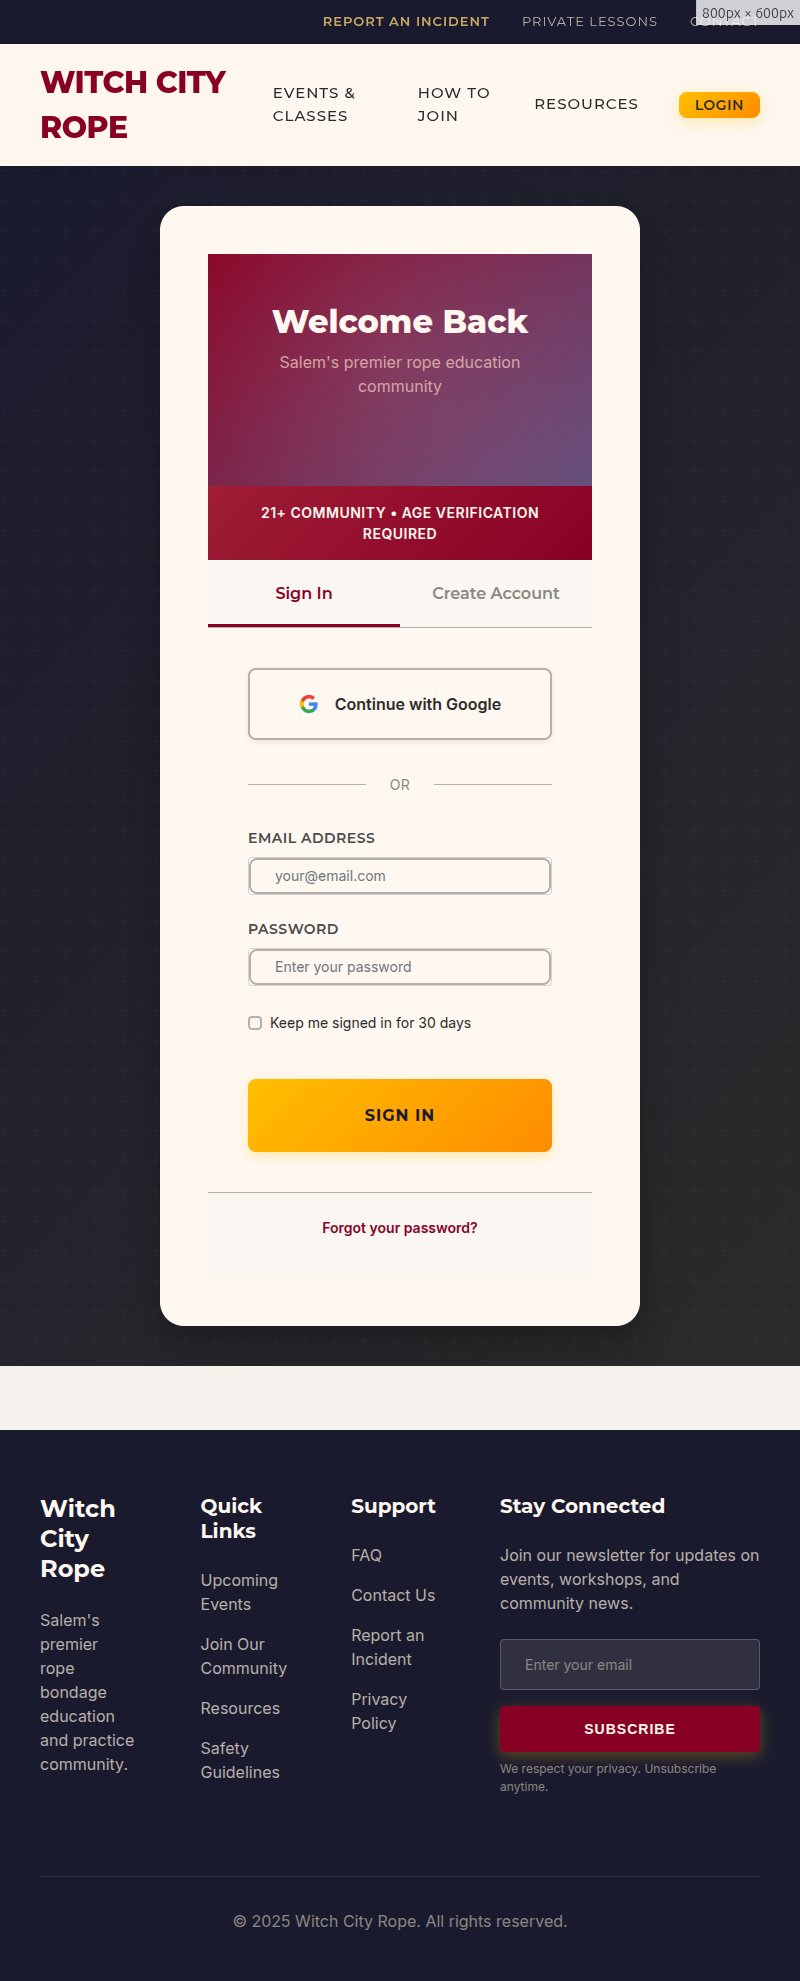 REPORT AN INCIDENT PRIVATE LESSONS
800px × 600px
WITCH CITY
ROPE
EVENTS &
CLASSES
HOW TO
JOIN
RESOURCES
LOGIN
Welcome Back
Salem's premier rope education
community
21+ COMMUNITY • AGE VERIFICATION
REQUIRED
Sign In Create Account
Continue with Google
OR
EMAIL ADDRESS
your@email.com
PASSWORD
Enter your password
Keep me signed in for 30 days
SIGN IN
Forgot your password?
Witch
City
Rope
Salem's
premier
rope
bondage
education
and practice
community.
Quick
Links
Upcoming
Events
Join Our
Community
Resources
Safety
Guidelines
Support
FAQ
Contact Us
Report an
Incident
Privacy
Policy
Stay Connected
Join our newsletter for updates on
events, workshops, and
community news.
Enter your email
SUBSCRIBE
We respect your privacy. Unsubscribe
anytime.
© 2025 Witch City Rope. All rights reserved.